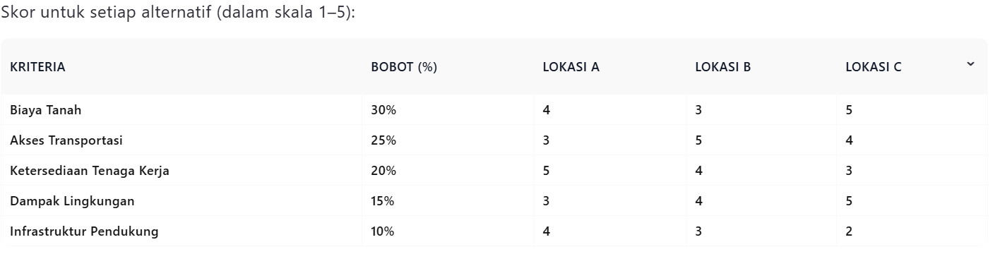 Skor untuk setiap alternatif (dalam skala 1–5):
KRITERIA BOBOT (%) LOKASI A LOKASI B LOKASI C
Biaya Tanah 30% 4 3 5
Akses Transportasi 25% 3 5 4
Ketersediaan Tenaga Kerja 20% 5 4 3
Dampak Lingkungan 15% 3 4 5
Infrastruktur Pendukung 10% 4 3 2